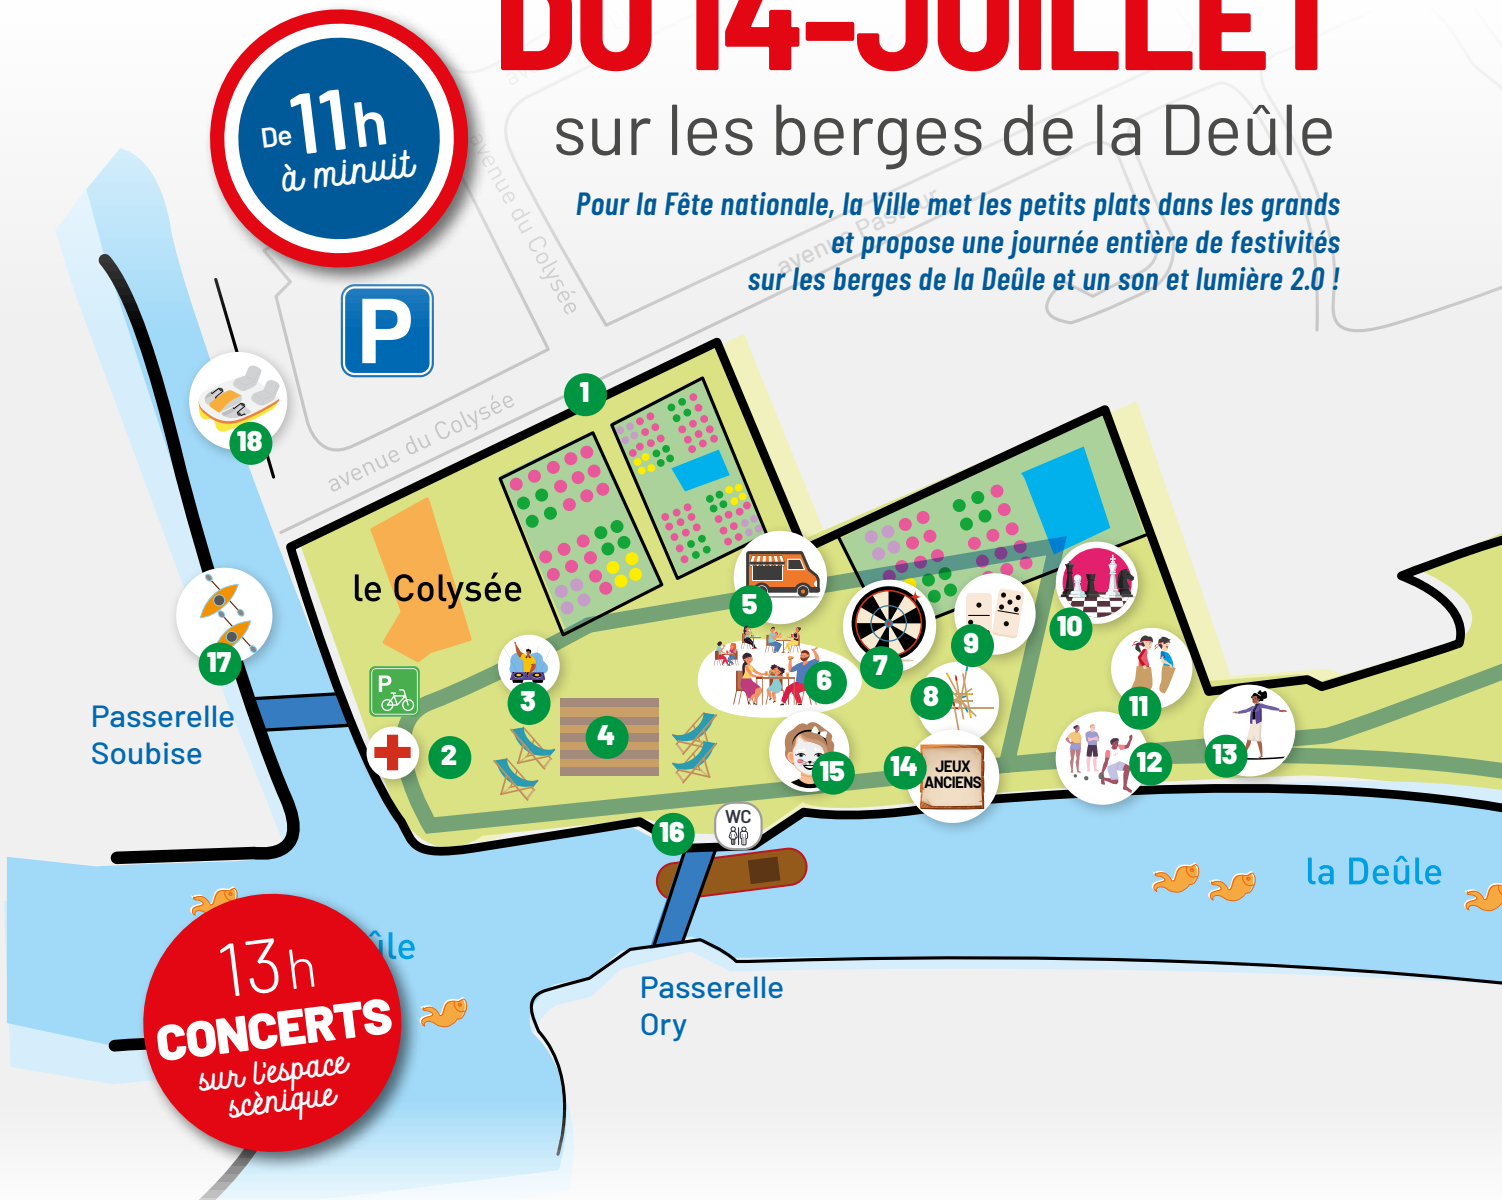 DU 14-JUILLET
sur les berges de la Deûle
Pour la Fête nationale, la Ville met les petits plats dans les grands
et propose une journée entière de festivités
sur les berges de la Deûle et un son et lumière 2.0 !
De 11h
à minuit
avenue du Colysée
avenue Pasteur
P
avenue du Colysée
1
18
le Colysée
17
P
Passerelle
Soubise
2
3
4
5
6
7
8
9
10
11
12
13
14
JEUX
ANCIENS
15
16
WC
la Deûle
ûle
13h
CONCERTS
sur l'espace
scènique
Passerelle
Ory